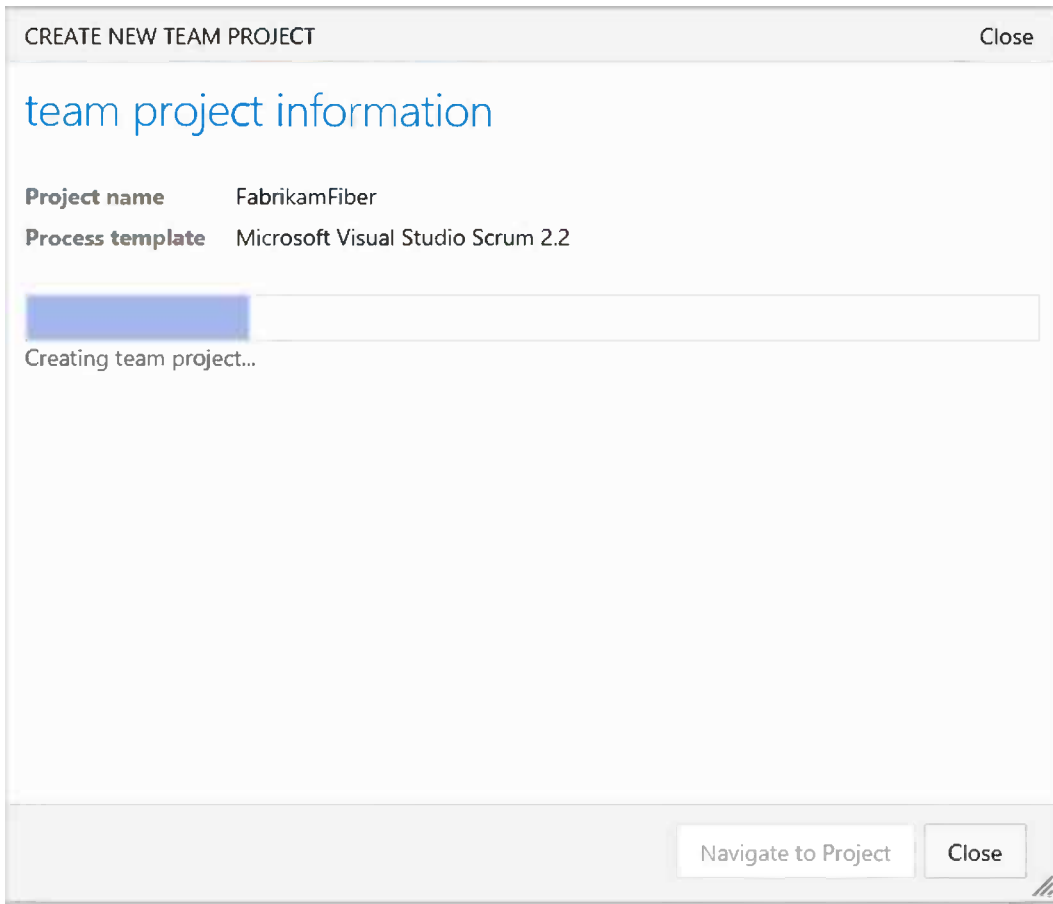 CREATE NEW TEAM PROJECT Close
team project information
Project name FabrikamFiber
Process template Microsoft Visual Studio Scrum 2.2
Creating team project...
Navigate to Project Close